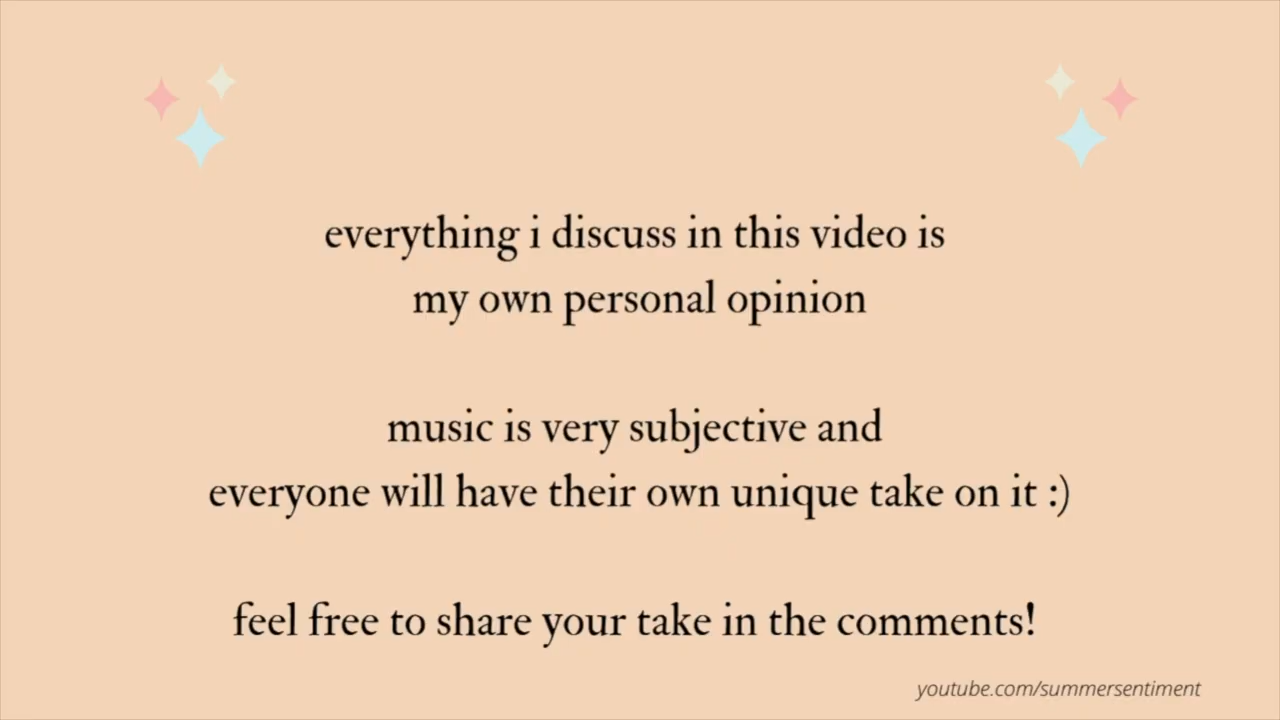 everything i discuss in this video is
my own personal opinion
music is very subjective and
everyone will have their own unique take on it :)
feel free to share your take in the comments!
youtube.com/summersentiment